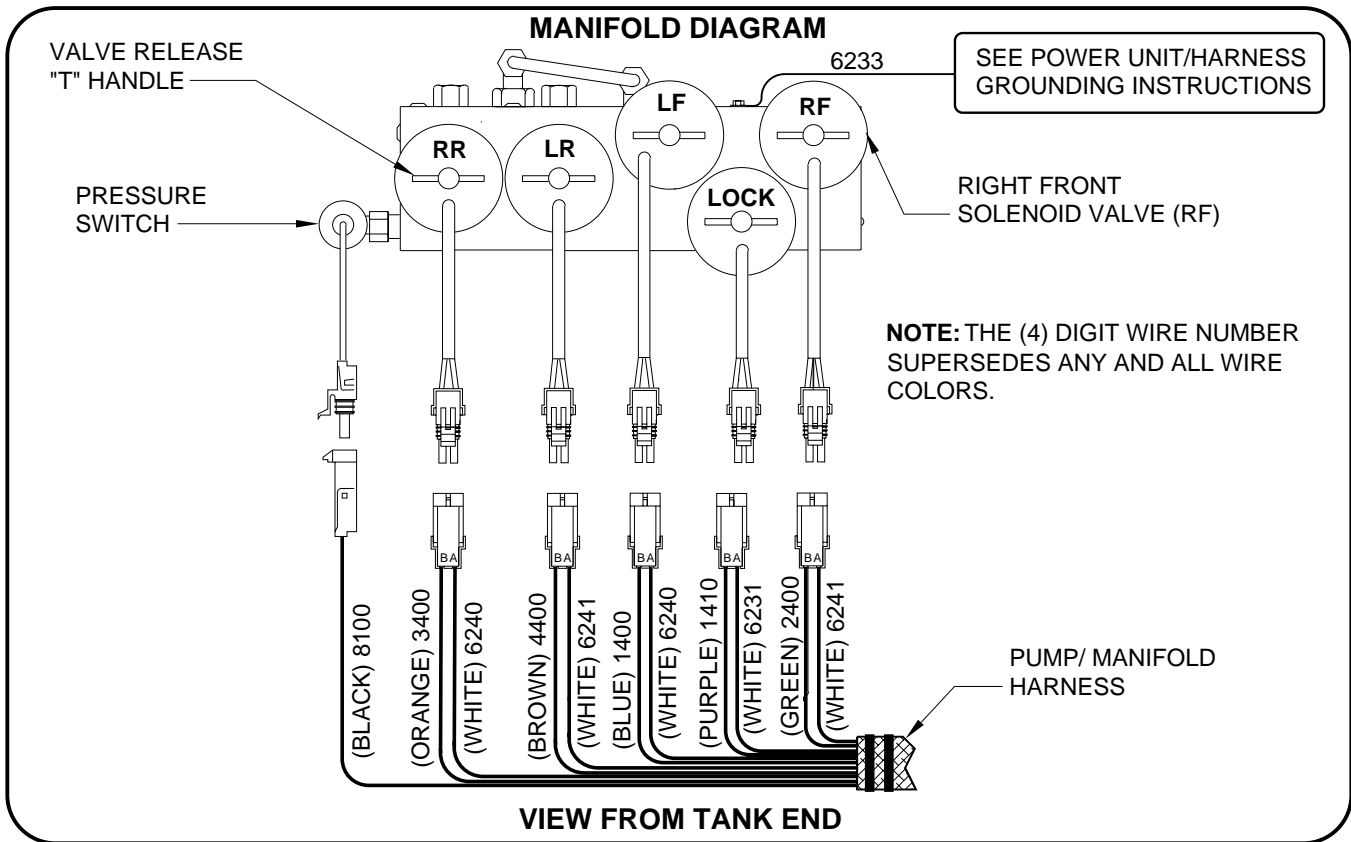 MANIFOLD DIAGRAM
VALVE RELEASE
"T" HANDLE
6233
SEE POWER UNIT/HARNESS
GROUNDING INSTRUCTIONS
LF
RF
RR
LR
LOCK
PRESSURE
SWITCH
RIGHT FRONT
SOLENOID VALVE (RF)
NOTE: THE (4) DIGIT WIRE NUMBER
SUPERSEDES ANY AND ALL WIRE
COLORS.
BA
BA
BA
BA
BA
(BLACK) 8100
(ORANGE) 3400
(WHITE) 6240
(BROWN) 4400
(WHITE) 6241
(BLUE) 1400
(WHITE) 6240
(PURPLE) 1410
(WHITE) 6231
(GREEN) 2400
(WHITE) 6241
PUMP/ MANIFOLD
HARNESS
VIEW FROM TANK END